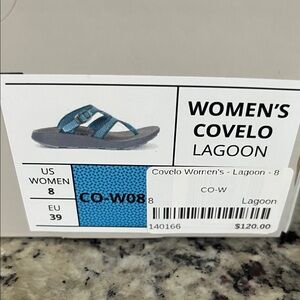 WOMEN'S
COVELO
LAGOON
US
WOMEN
8
EU
39
CO-W08
Covelo Women's - Lagoon - 8
CO-W
8 Lagoon
140166 $120.00